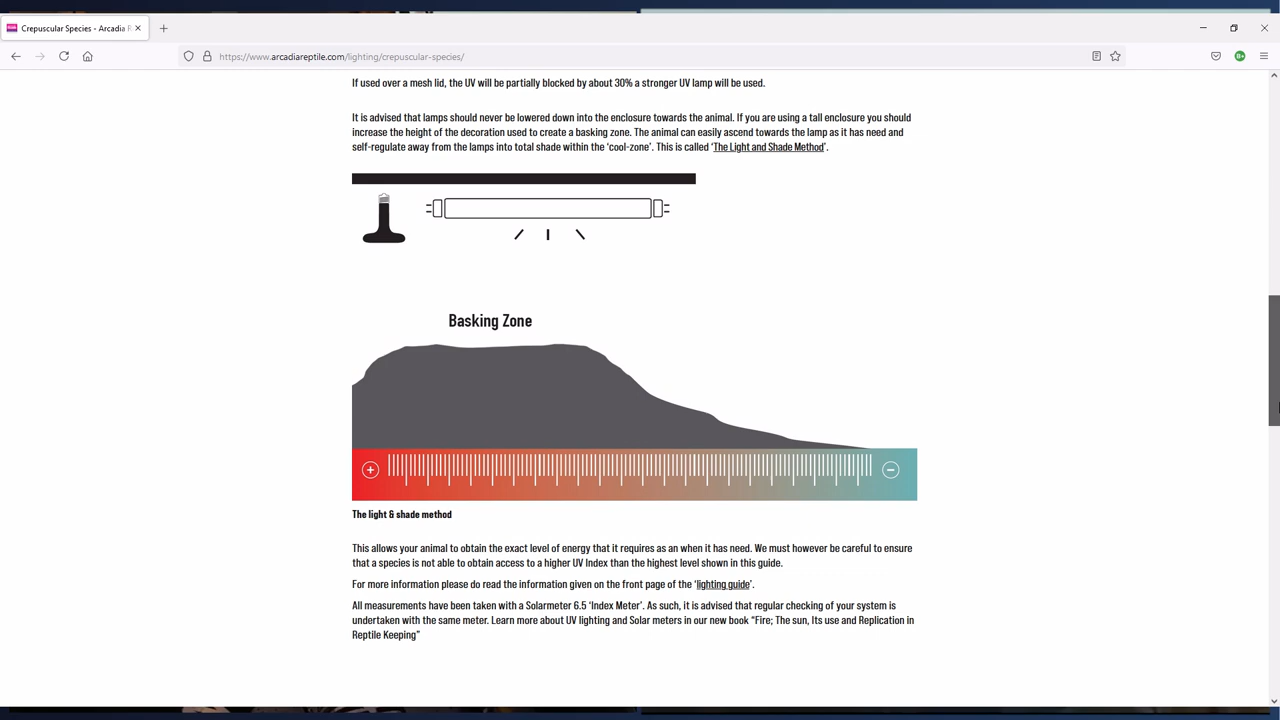 Crepuscular Species - Arcadia R
https://www.arcadiareptile.com/lighting/crepuscular-species/
If used over a mesh lid, the UV will be partially blocked by about 30% a stronger UV lamp will be used.
It is advised that lamps should never be lowered down into the enclosure towards the animal. If you are using a tall enclosure you should
increase the height of the decoration used to create a basking zone. The animal can easily ascend towards the lamp as it has need and
self-regulate away from the lamps into total shade within the ‘cool-zone’. This is called ‘The Light and Shade Method’.
Basking Zone
The light & shade method
This allows your animal to obtain the exact level of energy that it requires as an when it has need. We must however be careful to ensure
that a species is not able to obtain access to a higher UV Index than the highest level shown in this guide.
For more information please do read the information given on the front page of the ‘lighting guide’.
All measurements have been taken with a Solarmeter 6.5 ‘Index Meter’. As such, it is advised that regular checking of your system is
undertaken with the same meter. Learn more about UV lighting and Solar meters in our new book “Fire; The sun, Its use and Replication in
Reptile Keeping”